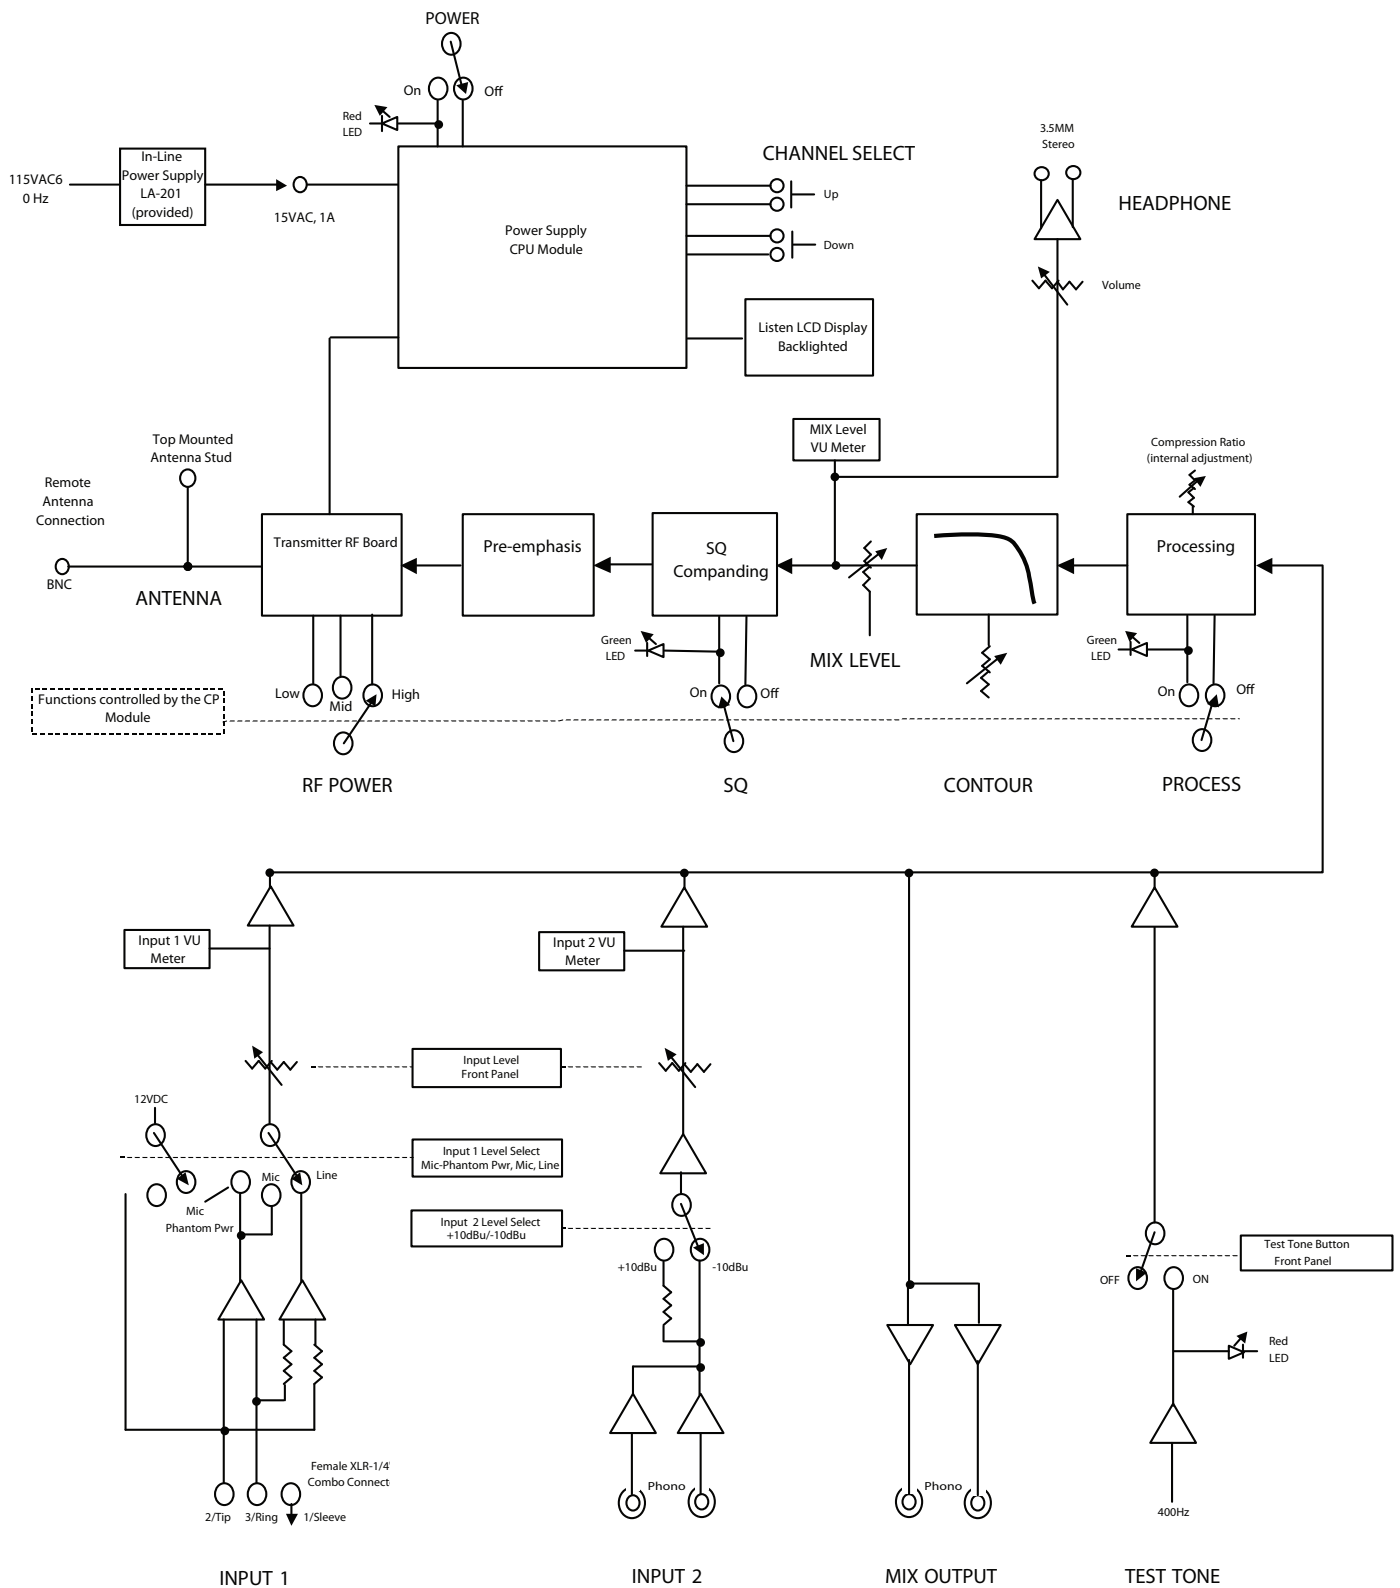 POWER
On
Off
Red
LED
3.5MM
Stereo
CHANNEL SELECT
In-Line
Power Supply
LA-201
(provided)
115VAC6
0 Hz
15VAC, 1A
Power Supply
CPU Module
Up
Down
HEADPHONE
Volume
Listen LCD Display
Backlighted
Top Mounted
Antenna Stud
MIX Level
VU Meter
Compression Ratio
(internal adjustment)
Remote
Antenna
Connection
BNC
ANTENNA
Transmitter RF Board
Pre-emphasis
SQ
Companding
Processing
Green
LED
MIX LEVEL
Green
LED
Low
Mid
High
On
Off
On
Off
Functions controlled by the CP
Module
RF POWER
SQ
CONTOUR
PROCESS
Input 1 VU
Meter
Input 2 VU
Meter
Input Level
Front Panel
12VDC
Input 1 Level Select
Mic-Phantom Pwr, Mic, Line
Mic
Line
Mic
Phantom Pwr
Input 2 Level Select
+10dBu/-10dBu
+10dBu
-10dBu
Test Tone Button
Front Panel
OFF
ON
Red
LED
Female XLR-1/4"
Combo Connect
2/Tip
3/Ring
1/Sleeve
Phono
Phono
400Hz
INPUT 1
INPUT 2
MIX OUTPUT
TEST TONE